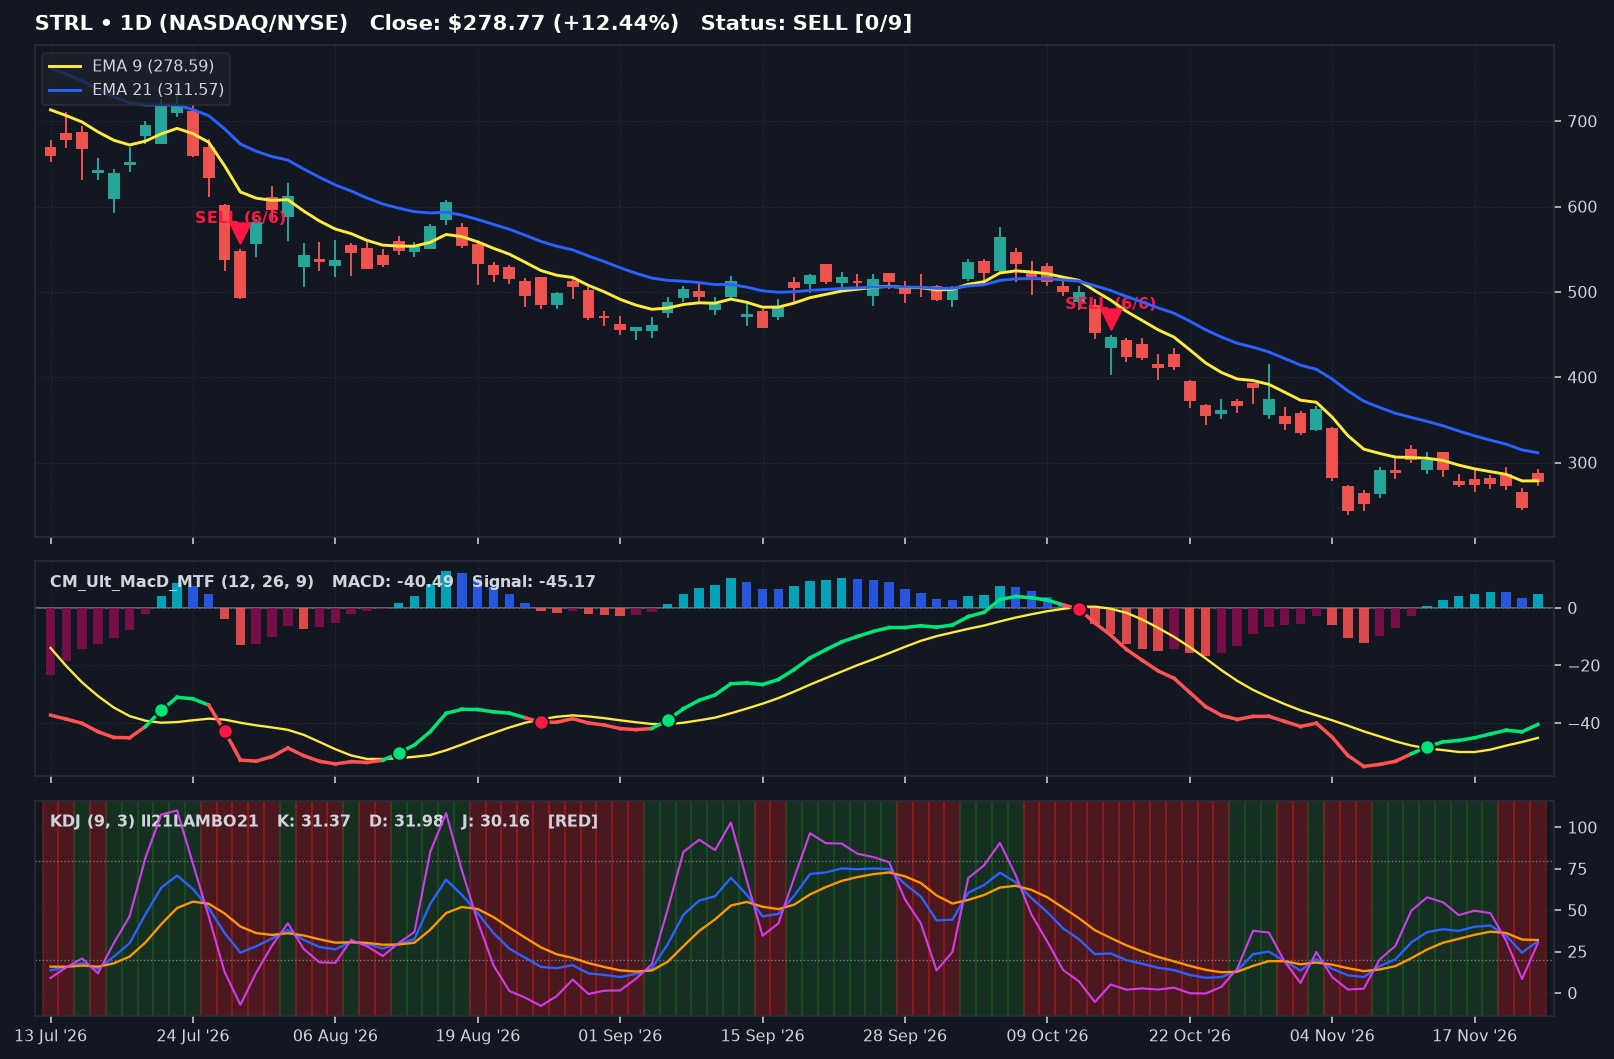 STRL • 1D (NASDAQ/NYSE)   Close: $278.77 (+12.44%)   Status: SELL [0/9]
EMA 9 (278.59)
EMA 21 (311.57)
SELL (6/6)
SELL (6/6)
700
600
500
400
300
CM_Ult_MacD_MTF (12, 26, 9)   MACD: -40.49   Signal: -45.17
0
−20
−40
KDJ (9, 3) II21LAMBO21   K: 31.37   D: 31.98   J: 30.16   [RED]
100
75
50
25
0
13 Jul '26
24 Jul '26
06 Aug '26
19 Aug '26
01 Sep '26
15 Sep '26
28 Sep '26
09 Oct '26
22 Oct '26
04 Nov '26
17 Nov '26